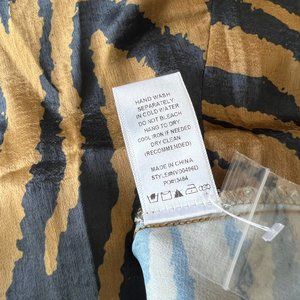 HAND WASH
SEPARATELY
IN COLD WATER
DO NOT BLEACH
HANG TO DRY
COOL IRON IF NEEDED
DRY CLEAN
(RECOMMENDED)
MADE IN CHINA